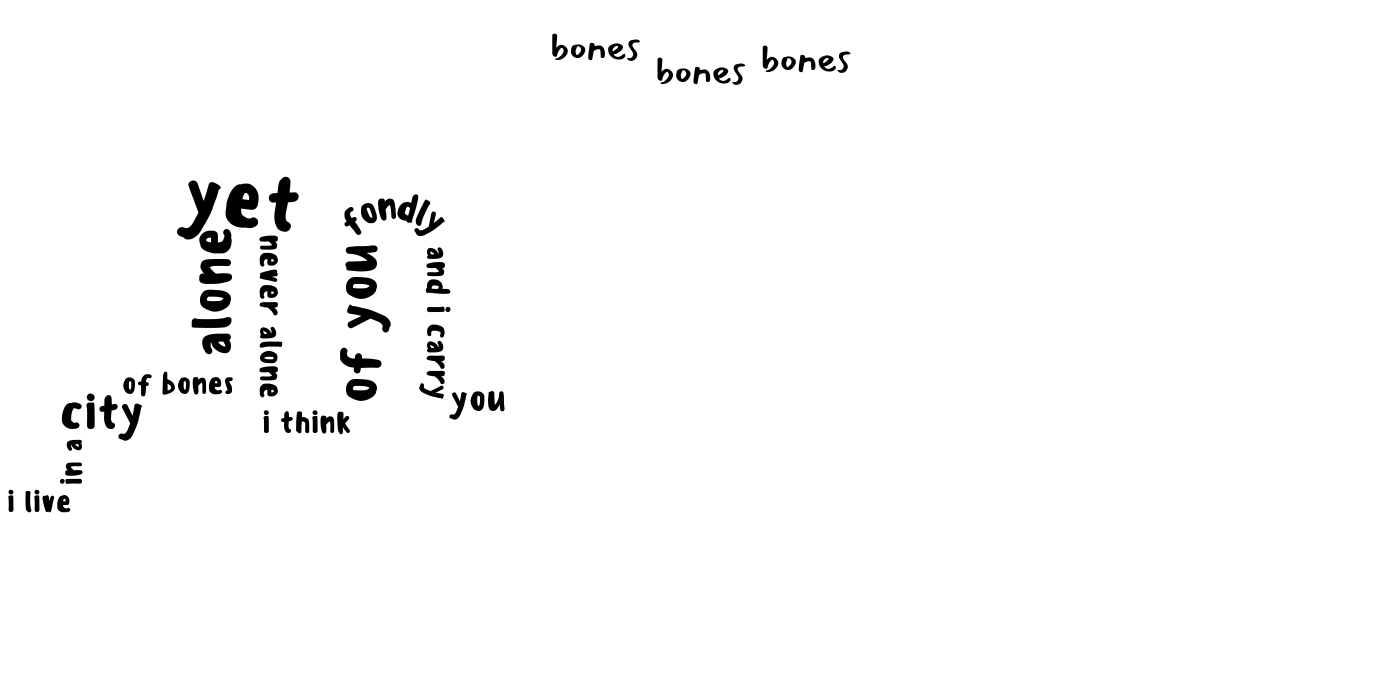 bones bones bones
i live
in a
city
of bones
alone
yet
never alone
i think
of you
fondly
and i carry
you